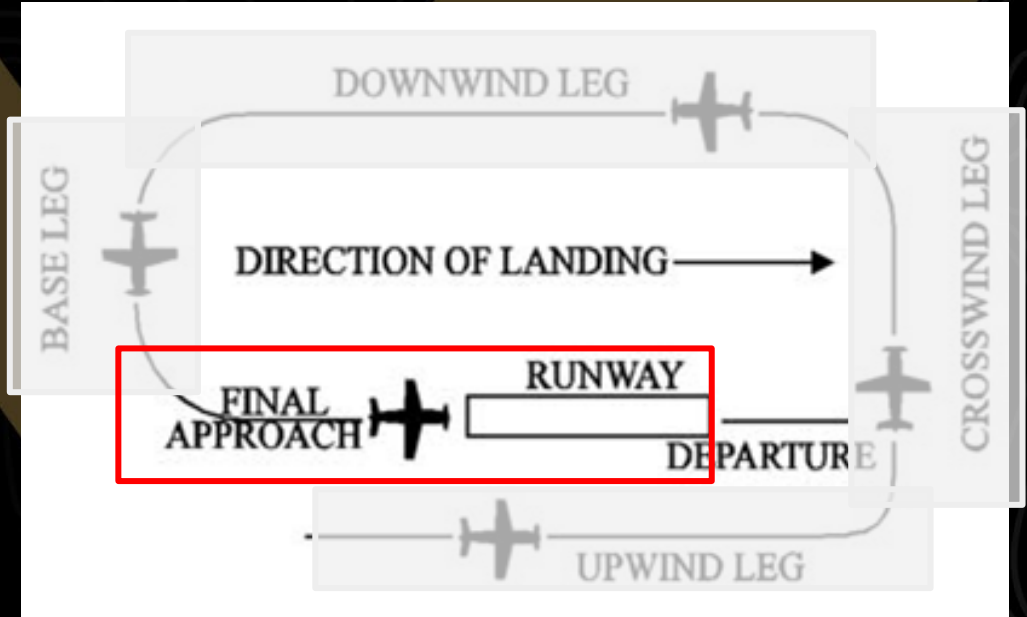 DOWNWIND LEG
BASE LEG
CROSSWIND LEG
DIRECTION OF LANDING
RUNWAY
FINAL
APPROACH
DEPARTURE
UPWIND LEG